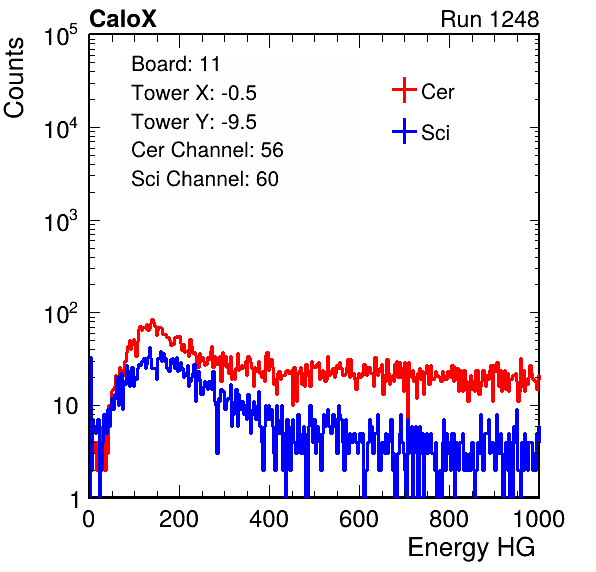 CaloX Run 1248
Counts
10^5
10^4
10^3
10^2
10
1
Board: 11
Tower X: -0.5
Tower Y: -9.5
Cer Channel: 56
Sci Channel: 60
Cer
Sci
0 200 400 600 800 1000
Energy HG